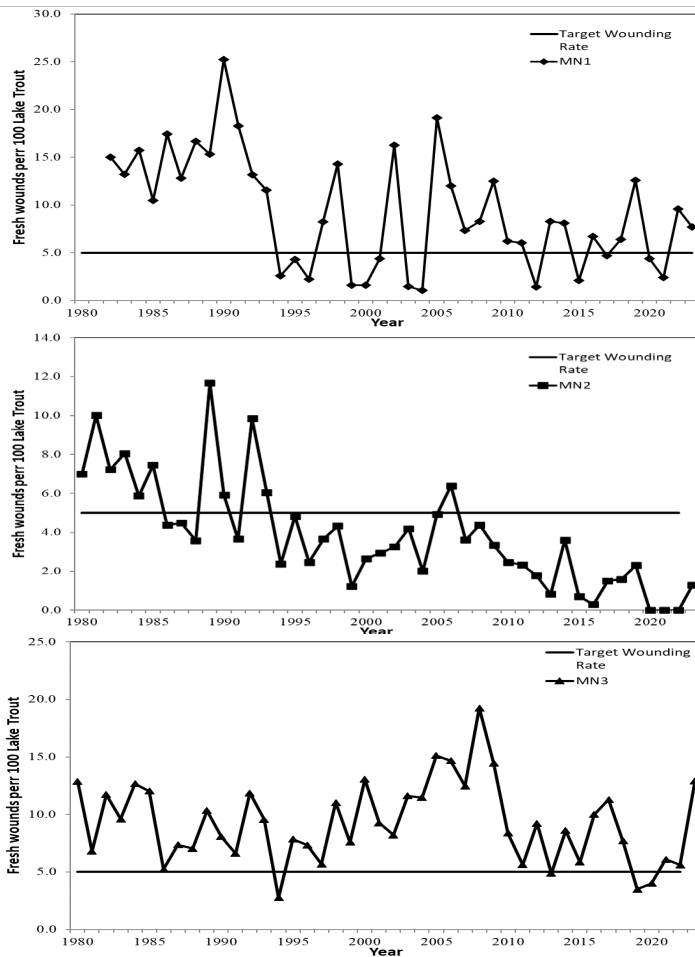 30.0
25.0
20.0
15.0
10.0
5.0
0.0
Fresh wounds perr 100 Lake Trout
Target Wounding
Rate
MN1
1980 1985 1990 1995 2000 2005 2010 2015 2020
Year
14.0
12.0
10.0
8.0
6.0
4.0
2.0
0.0
Fresh wounds perr 100 Lake Trout
Target Wounding
Rate
MN2
1980 1985 1990 1995 2000 2005 2010 2015 2020
Year
25.0
20.0
15.0
10.0
5.0
0.0
Fresh wounds perr 100 Lake Trout
Target Wounding
Rate
MN3
1980 1985 1990 1995 2000 2005 2010 2015 2020
Year